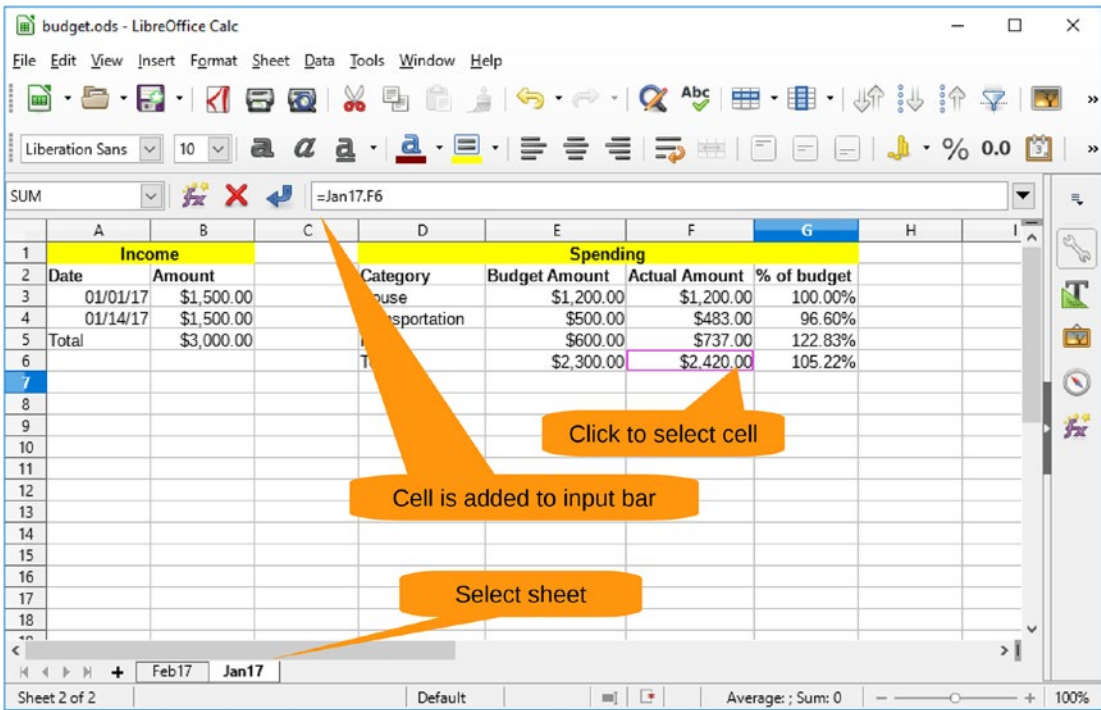 budget.ods - LibreOffice Calc
File Edit View Insert Format Sheet Data Tools Window Help
Abc
»
Liberation Sans 10 a a a a % 0.0 »
SUM fx =Jan17.F6
A B C D E F G H I
1 Income Spending
2 Date Amount Category Budget Amount Actual Amount % of budget
3 01/01/17 $1,500.00 $1,200.00 $1,200.00 100.00%
4 01/14/17 $1,500.00 $500.00 $483.00 96.60%
5 Total $3,000.00 $600.00 $737.00 122.83%
6 $2,300.00 $2,420.00 105.22%
7
8
9
Click to select cell
10
11
12
Cell is added to input bar
13
14
15
16
Select sheet
17
18
Feb17 Jan17
Sheet 2 of 2 Default Average: ; Sum: 0 − + 100%